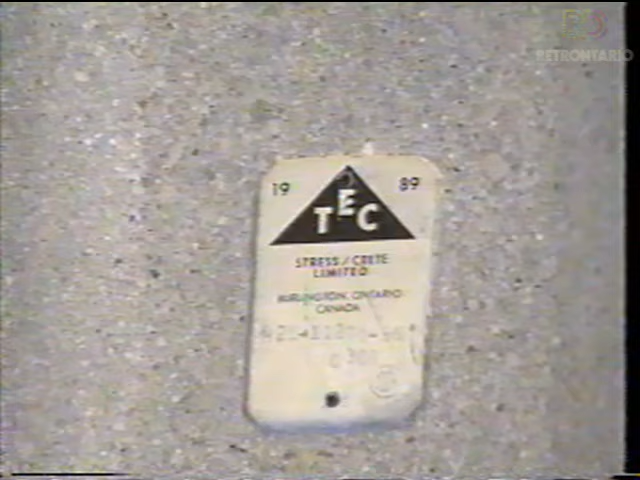 RETRONTARIO
19 89
TEC
STRESS/CRETE
LIMITED
BURLINGTON, ONTARIO
CANADA